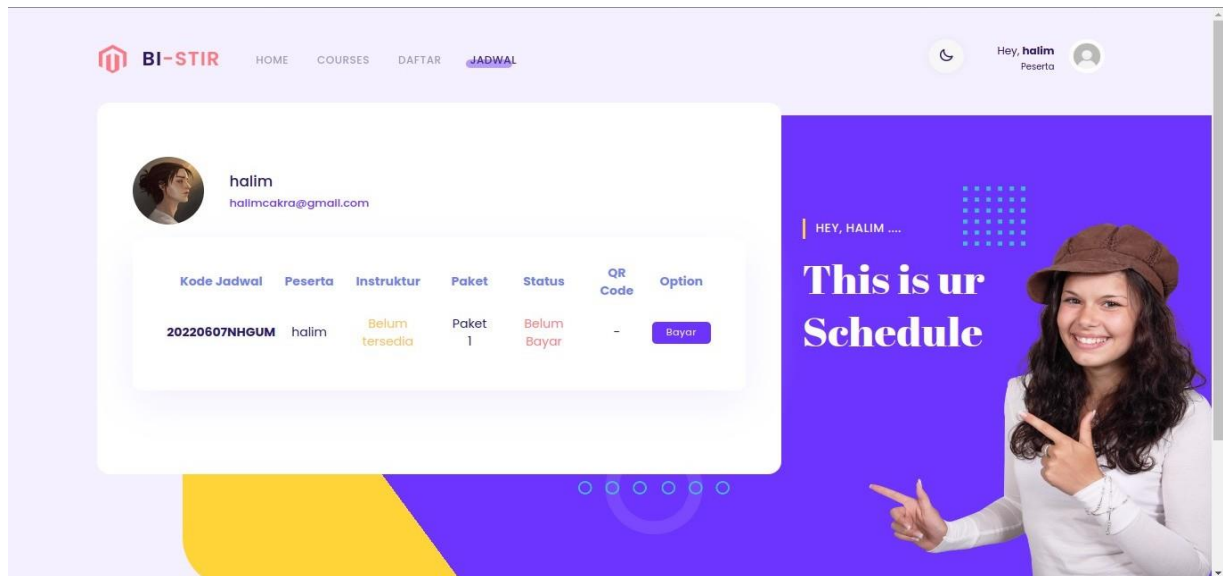 BI-STIR HOME COURSES DAFTAR JADWAL
Hey, halim
Peserta
halim
halimcakra@gmail.com
Kode Jadwal Peserta Instruktur Paket Status QR Code Option
20220607NHGUM halim Belum tersedia Paket 1 Belum Bayar - Bayar
HEY, HALIM ....
This is ur
Schedule